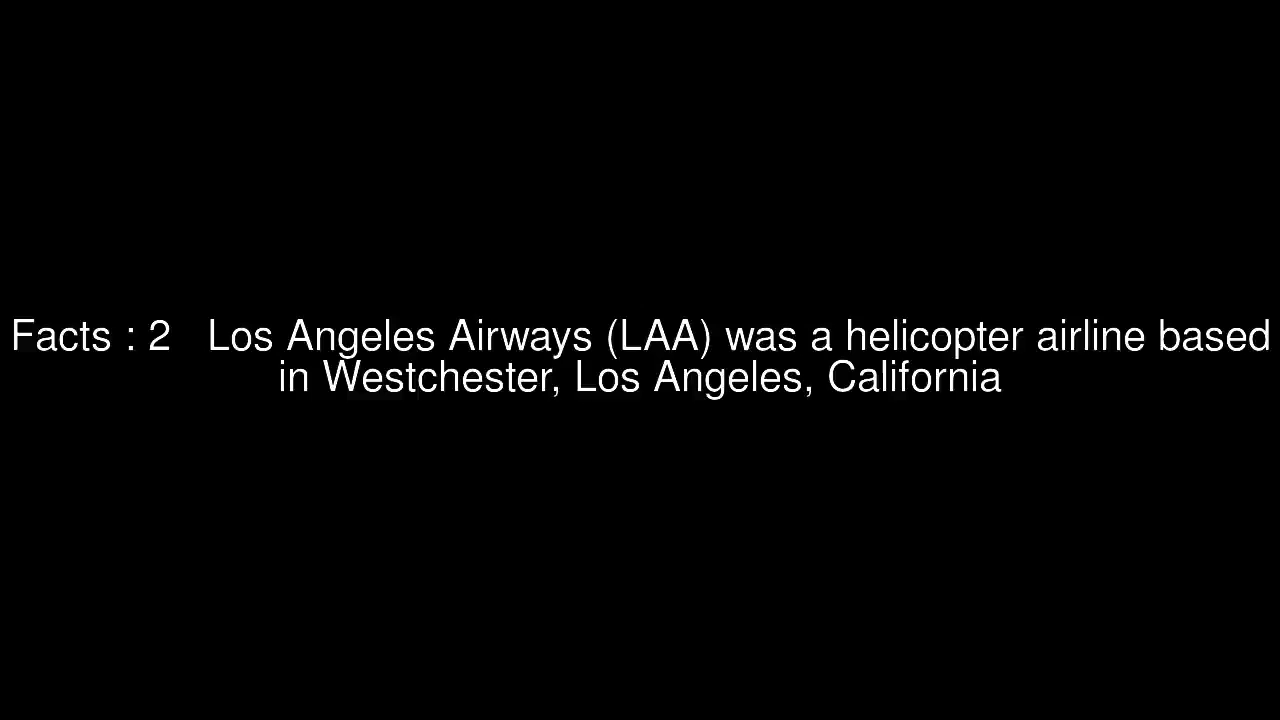 Facts : 2   Los Angeles Airways (LAA) was a helicopter airline based
in Westchester, Los Angeles, California